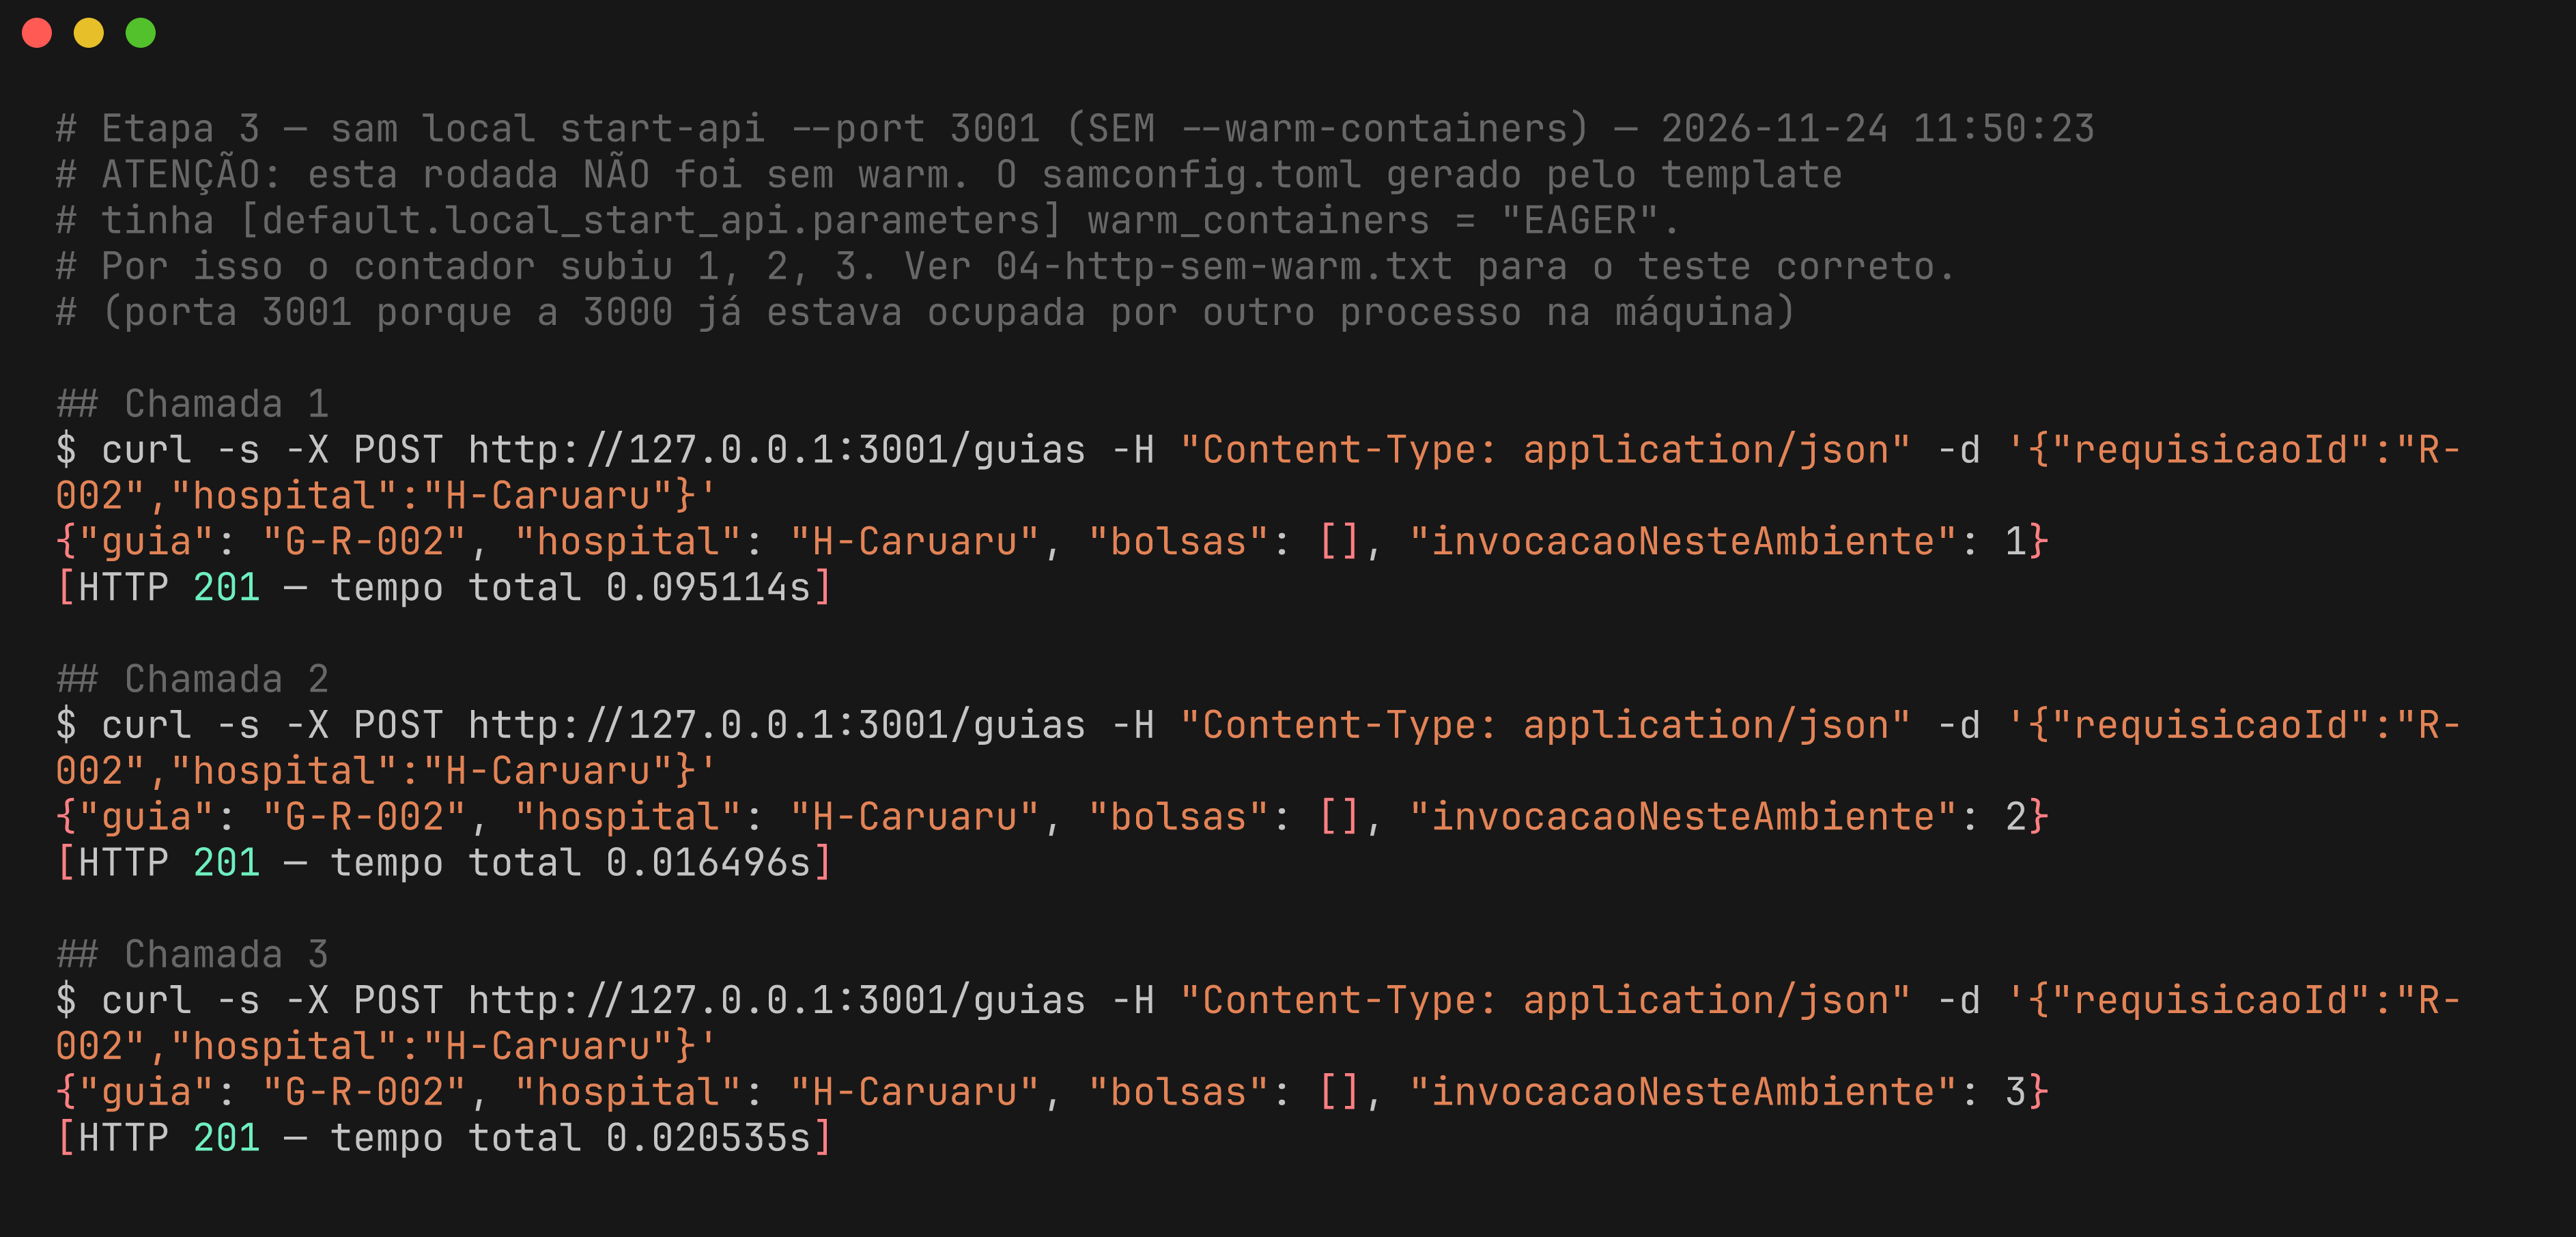 # Etapa 3 — sam local start-api --port 3001 (SEM --warm-containers) — 2026-11-24 11:50:23
# ATENÇÃO: esta rodada NÃO foi sem warm. O samconfig.toml gerado pelo template
# tinha [default.local_start_api.parameters] warm_containers = "EAGER".
# Por isso o contador subiu 1, 2, 3. Ver 04-http-sem-warm.txt para o teste correto.
# (porta 3001 porque a 3000 já estava ocupada por outro processo na máquina)
## Chamada 1
$ curl -s -X POST http://127.0.0.1:3001/guias -H "Content-Type: application/json" -d '{"requisicaoId":"R-
002","hospital":"H-Caruaru"}'
{"guia": "G-R-002", "hospital": "H-Caruaru", "bolsas": [], "invocacaoNesteAmbiente": 1}
[HTTP 201 — tempo total 0.095114s]
## Chamada 2
$ curl -s -X POST http://127.0.0.1:3001/guias -H "Content-Type: application/json" -d '{"requisicaoId":"R-
002","hospital":"H-Caruaru"}'
{"guia": "G-R-002", "hospital": "H-Caruaru", "bolsas": [], "invocacaoNesteAmbiente": 2}
[HTTP 201 — tempo total 0.016496s]
## Chamada 3
$ curl -s -X POST http://127.0.0.1:3001/guias -H "Content-Type: application/json" -d '{"requisicaoId":"R-
002","hospital":"H-Caruaru"}'
{"guia": "G-R-002", "hospital": "H-Caruaru", "bolsas": [], "invocacaoNesteAmbiente": 3}
[HTTP 201 — tempo total 0.020535s]